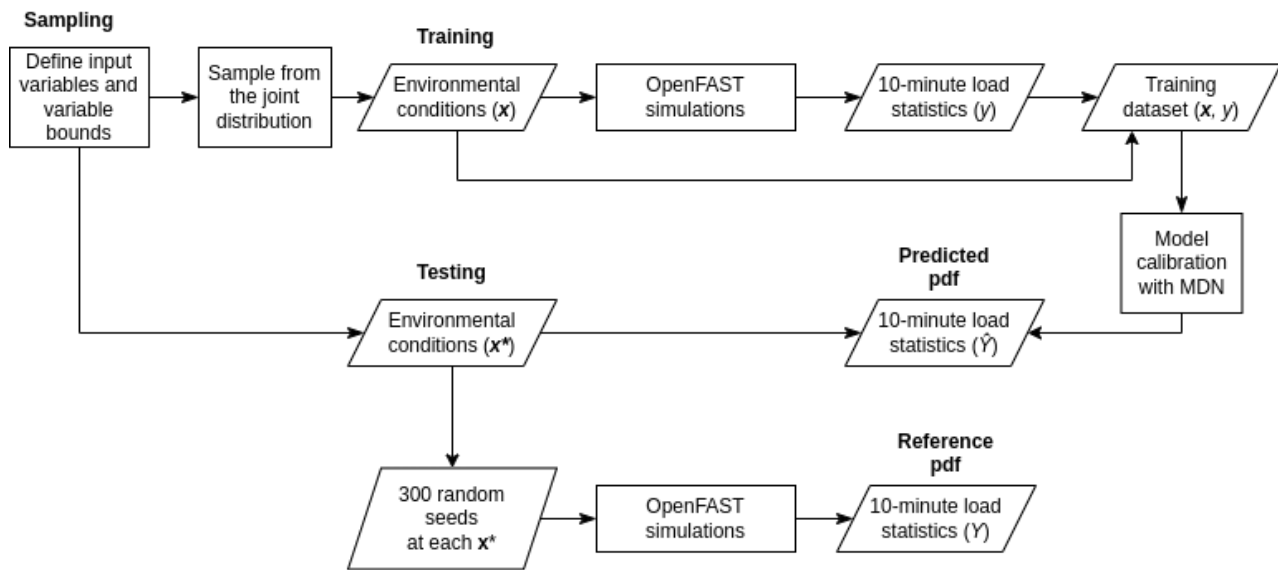 Sampling
Define input
variables and
variable
bounds
Sample from
the joint
distribution
Training
Environmental
conditions (x)
OpenFAST
simulations
10-minute load
statistics (y)
Training
dataset (x, y)
Model
calibration
with MDN
Testing
Environmental
conditions (x*)
Predicted
pdf
10-minute load
statistics (Ŷ)
300 random
seeds
at each x*
OpenFAST
simulations
Reference
pdf
10-minute load
statistics (Y)